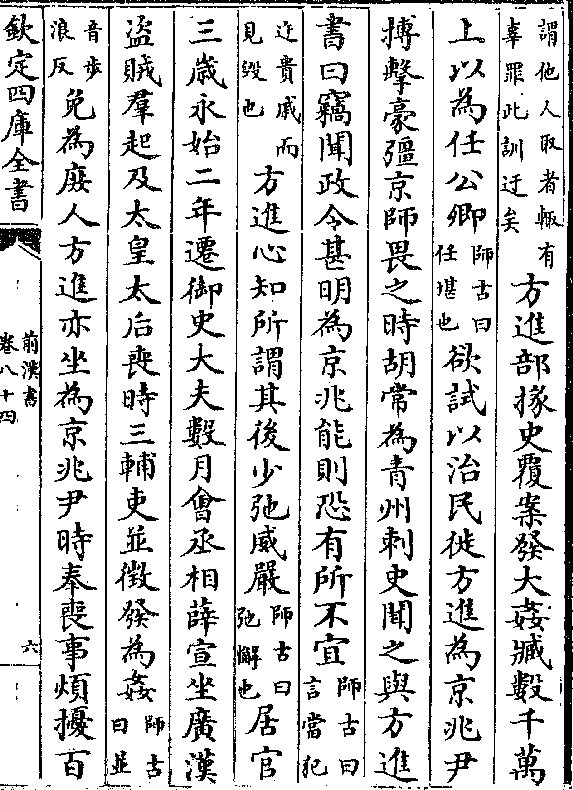 謂他人取者輙有
辜罪此訓迂矣
方進部掾史覆案發大姦臧數千萬
上以為任公卿
師古曰
任堪也
欲試以治民徙方進為京兆尹
搏擊豪彊京師畏之時胡常為青州刺史聞之與方進
書曰竊聞政令甚明為京兆能則恐有所不宜
師古曰
言當犯
迕貴戚而
見毀也
方進心知所謂其後少弛威嚴
師古曰
弛懈也
居官
三歲永始二年遷御史大夫數月會丞相薛宣坐廣漢
盜賊羣起及太皇太后喪時三輔吏並徵發為姦
師古
曰並
音步
浪反
免為庶人方進亦坐為京兆尹時奉喪事煩擾百
欽定四庫全書
前漢書
卷八十四
六